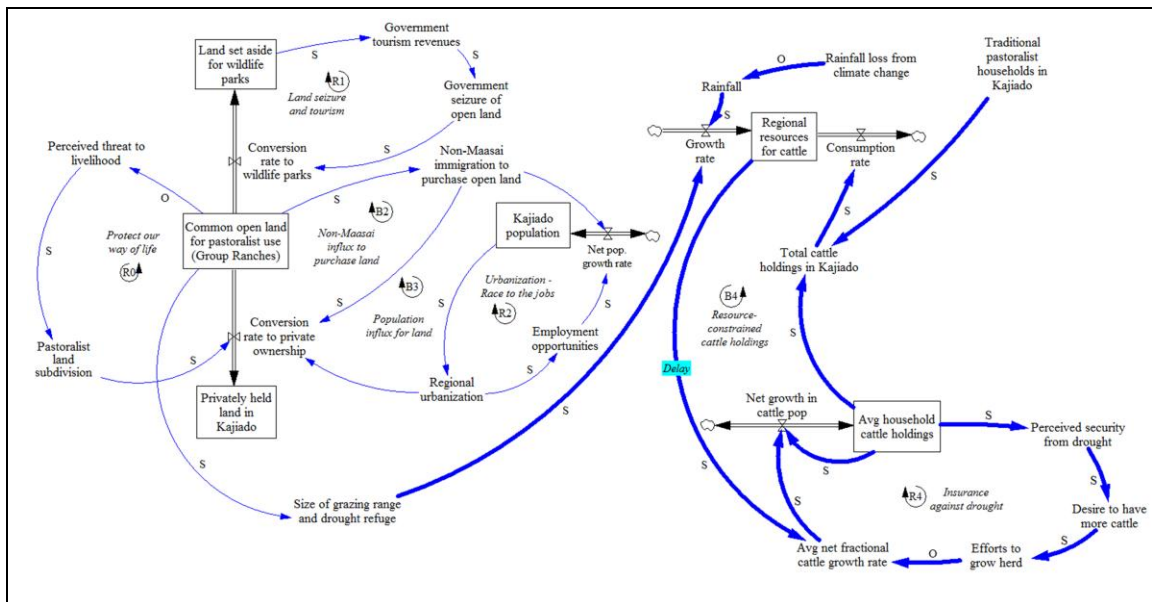 Government
tourism revenues
S
Land set aside
for wildlife
parks
R1
Land seizure
and tourism
S
Government
seizure of
open land
S
Conversion
rate to
wildlife parks
Perceived threat to
livelihood
O
S
Non-Maasai
immigration to
purchase open land
S
Common open land
for pastoralist use
(Group Ranches)
Protect our
way of life
R0
B2
Non-Maasai
influx to
purchase land
S
Kajiado
population
Net pop.
growth rate
B3
Population
influx for land
S
Urbanization -
Race to the jobs
R2
S
S
Employment
opportunities
S
Conversion
rate to private
ownership
S
Pastoralist
land
subdivision
S
Regional
urbanization
S
Privately held
land in
Kajiado
S
Size of grazing range
and drought refuge
S
Rainfall loss from
climate change
O
Rainfall
S
Traditional
pastoralist
households in
Kajiado
Growth
rate
Regional
resources
for cattle
Consumption
rate
S
S
Total cattle
holdings in Kajiado
B4
Resource-
constrained
cattle holdings
S
Delay
S
Net growth in
cattle pop
Avg household
cattle holdings
S
Perceived security
from drought
S
S
R4
Insurance
against drought
S
Desire to have
more cattle
S
Efforts to
grow herd
O
Avg net fractional
cattle growth rate